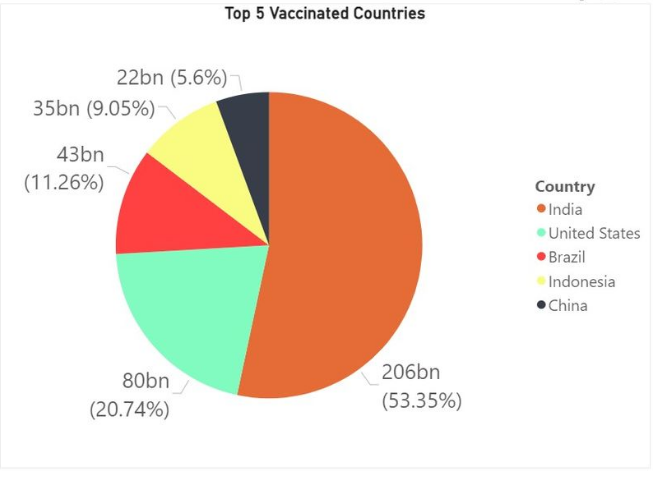 Top 5 Vaccinated Countries
22bn (5.6%)
35bn (9.05%)
43bn
(11.26%)
80bn
(20.74%)
206bn
(53.35%)
Country
India
United States
Brazil
Indonesia
China